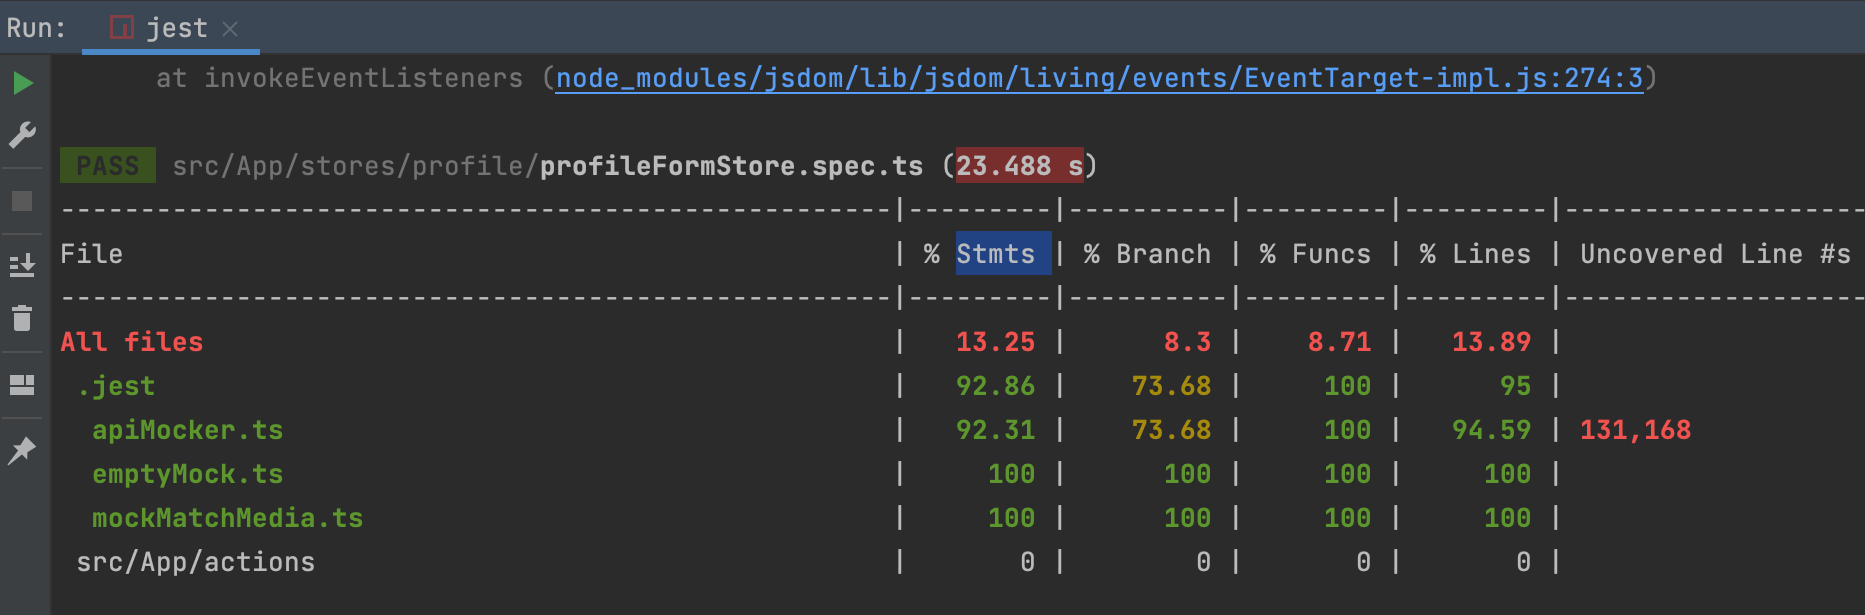 Run: jest ×
at invokeEventListeners (node_modules/jsdom/lib/jsdom/living/events/EventTarget-impl.js:274:3)
PASS src/App/stores/profile/profileFormStore.spec.ts (23.488 s)
----------------------------------------------------|---------|----------|---------|---------|-------------------
File | % Stmts | % Branch | % Funcs | % Lines | Uncovered Line #s
----------------------------------------------------|---------|----------|---------|---------|-------------------
All files | 13.25 | 8.3 | 8.71 | 13.89 |
.jest | 92.86 | 73.68 | 100 | 95 |
apiMocker.ts | 92.31 | 73.68 | 100 | 94.59 | 131,168
emptyMock.ts | 100 | 100 | 100 | 100 |
mockMatchMedia.ts | 100 | 100 | 100 | 100 |
src/App/actions | 0 | 0 | 0 | 0 |